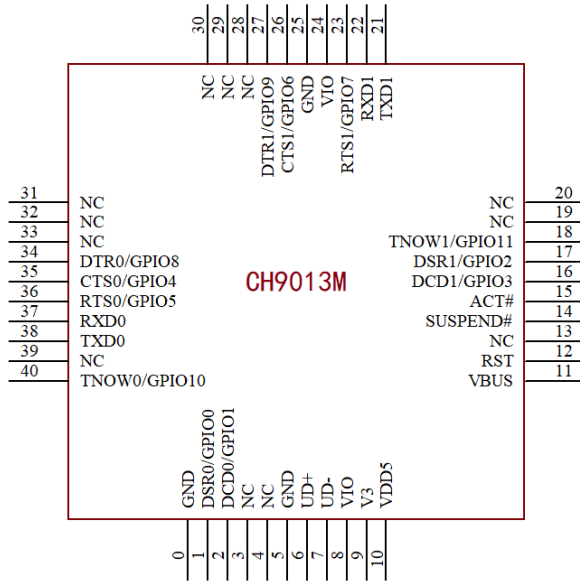 30 29 28 27 26 25 24 23 22 21
NC NC NC DTR1/GPIO9 CTS1/GPIO6 GND VIO RTS1/GPIO7 RXD1 TXD1
31 NC
32 NC
33 NC
34 DTR0/GPIO8
35 CTS0/GPIO4
36 RTS0/GPIO5
37 RXD0
38 TXD0
39 NC
40 TNOW0/GPIO10
CH9013M
NC 20
NC 19
TNOW1/GPIO11 18
DSR1/GPIO2 17
DCD1/GPIO3 16
ACT# 15
SUSPEND# 14
NC 13
RST 12
VBUS 11
GND DSR0/GPIO0 DCD0/GPIO1 NC NC GND UD+ UD- VIO V3 VDD5
0 1 2 3 4 5 6 7 8 9 10